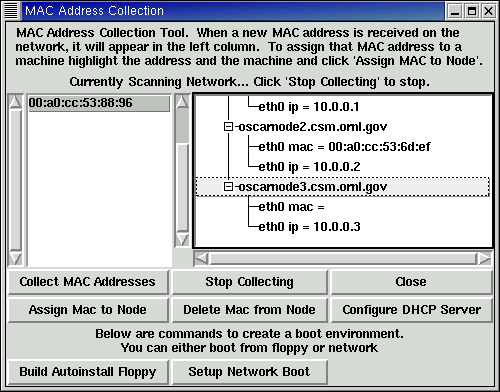 MAC Address Collection
MAC Address Collection Tool. When a new MAC address is received on the
network, it will appear in the left column. To assign that MAC address to a
machine highlight the address and the machine and click 'Assign MAC to Node'.
Currently Scanning Network... Click 'Stop Collecting' to stop.
00:a0:cc:53:88:96
eth0 ip = 10.0.0.1
oscarnode2.csm.ornl.gov
eth0 mac = 00:a0:cc:53:6d:ef
eth0 ip = 10.0.0.2
oscarnode3.csm.ornl.gov
eth0 mac =
eth0 ip = 10.0.0.3
Collect MAC Addresses
Stop Collecting
Close
Assign Mac to Node
Delete Mac from Node
Configure DHCP Server
Below are commands to create a boot environment.
You can either boot from floppy or network
Build Autoinstall Floppy
Setup Network Boot